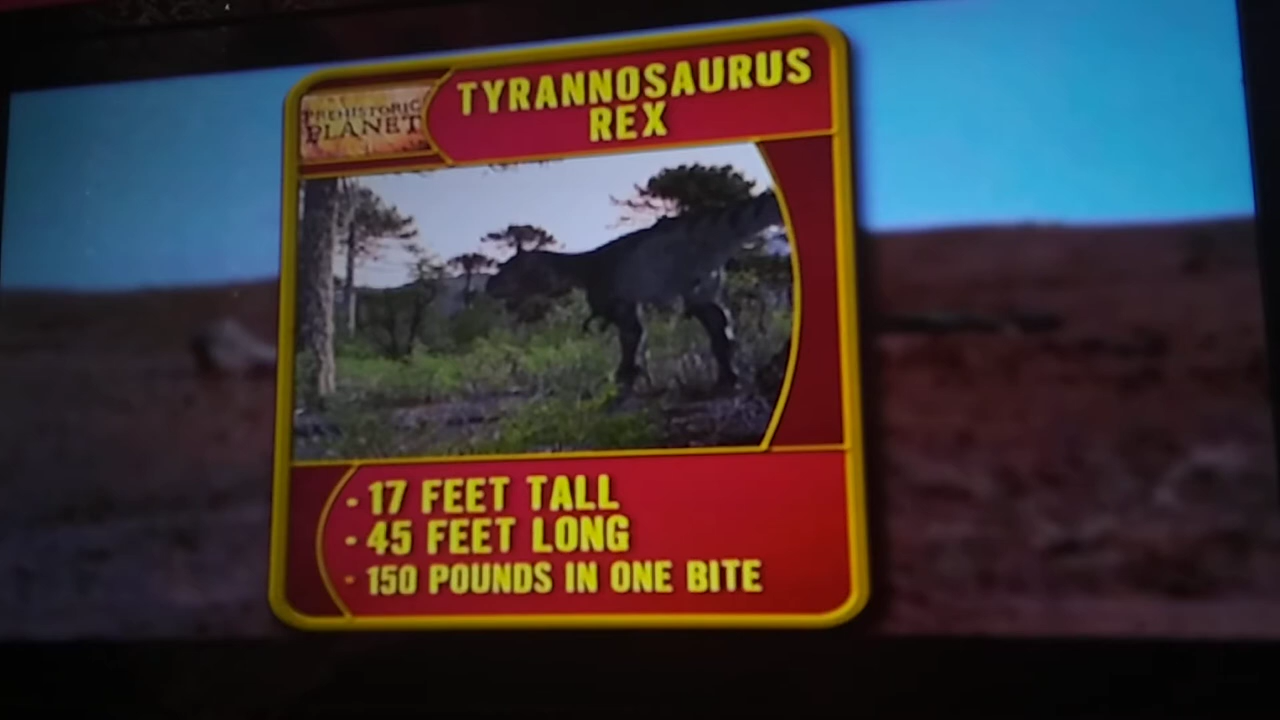 PREHISTORIC
PLANET
TYRANNOSAURUS
REX
- 17 FEET TALL
- 45 FEET LONG
- 150 POUNDS IN ONE BITE